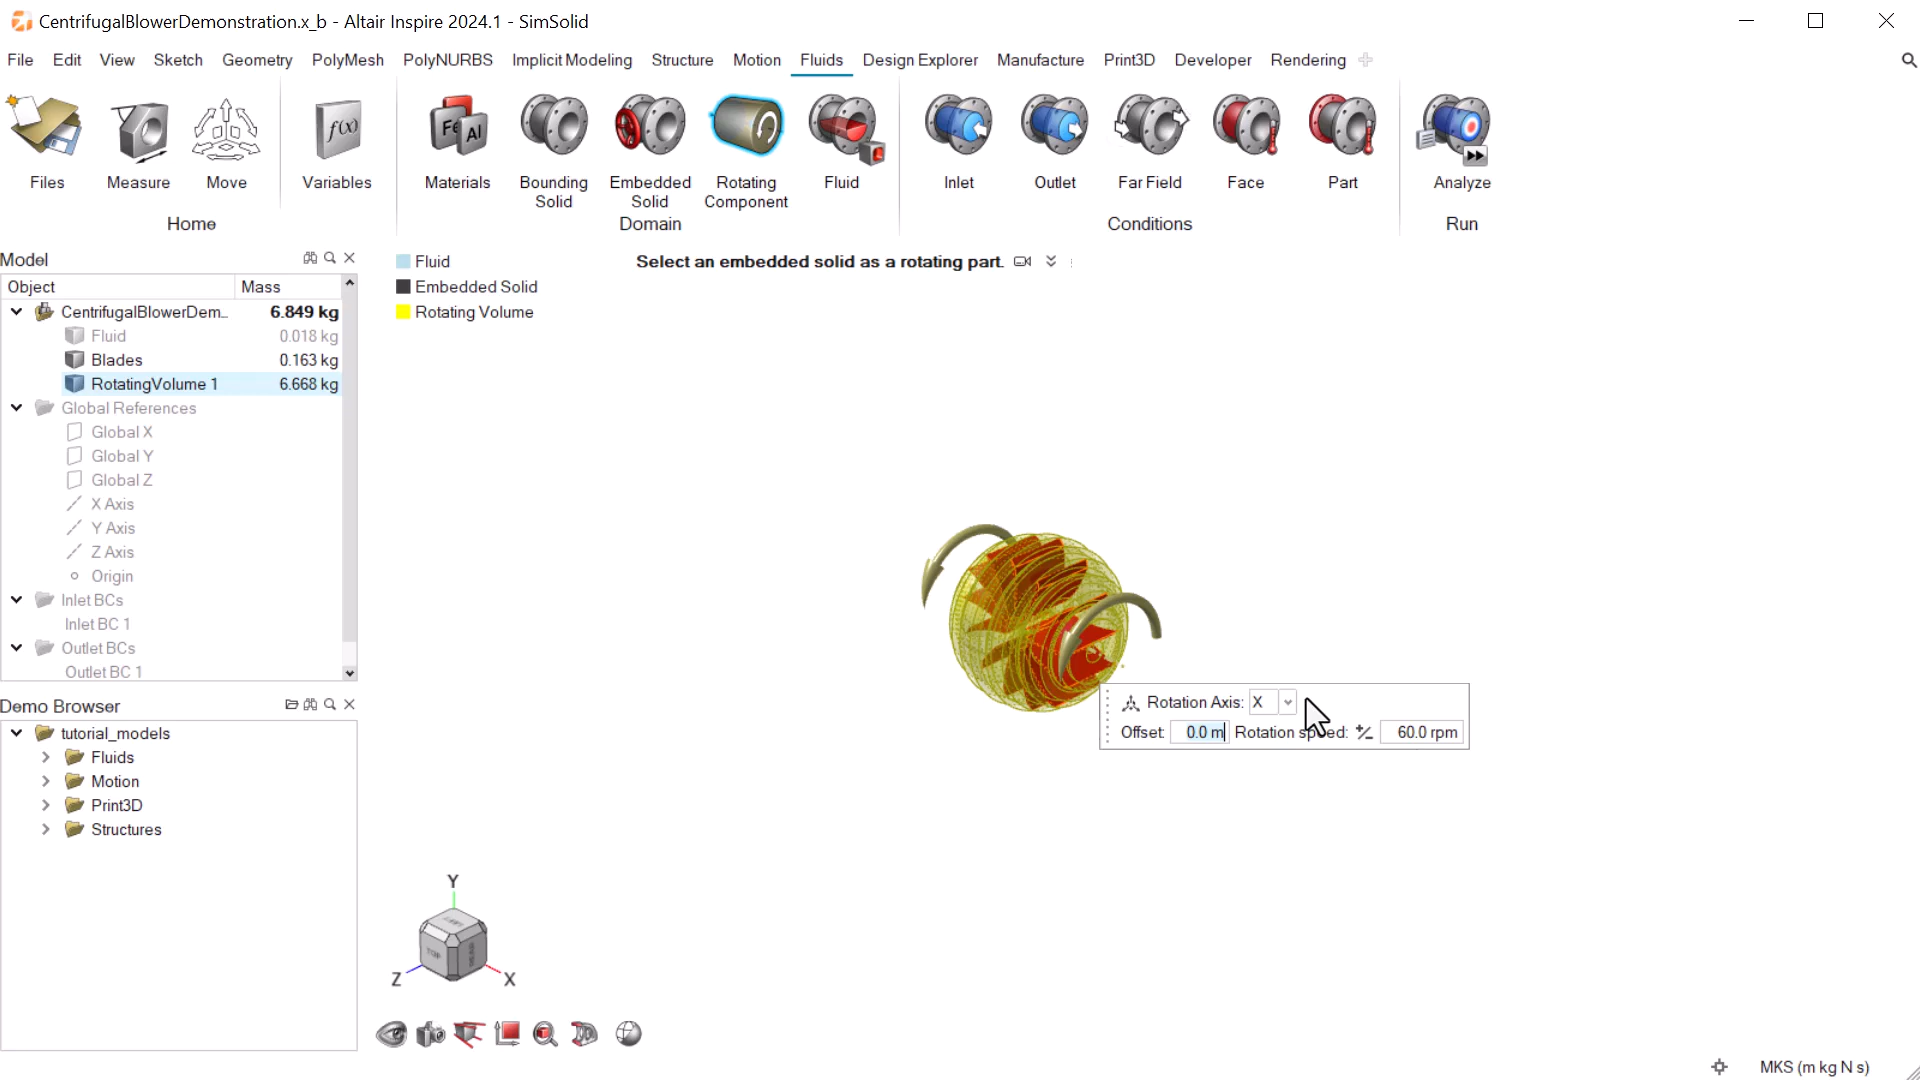 CentrifugalBlowerDemonstration.x_b - Altair Inspire 2024.1 - SimSolid
File Edit View Sketch Geometry PolyMesh PolyNURBS Implicit Modeling Structure Motion Fluids Design Explorer Manufacture Print3D Developer Rendering
f(x) Fe Al
Files Measure Move Variables Materials Bounding Solid Embedded Solid Rotating Component Fluid Inlet Outlet Far Field Face Part Analyze
Home Domain Conditions Run
Model
Object Mass
CentrifugalBlowerDem... 6.849 kg
Fluid 0.018 kg
Blades 0.163 kg
RotatingVolume 1 6.668 kg
Global References
Global X
Global Y
Global Z
X Axis
Y Axis
Z Axis
Origin
Inlet BCs
Inlet BC 1
Outlet BCs
Outlet BC 1
Fluid
Embedded Solid
Rotating Volume
Select an embedded solid as a rotating part.
Rotation Axis: X
Offset: 0.0 m Rotation speed: 60.0 rpm
Demo Browser
tutorial_models
Fluids
Motion
Print3D
Structures
Y
Z
X
TOP
MKS (m kg N s)